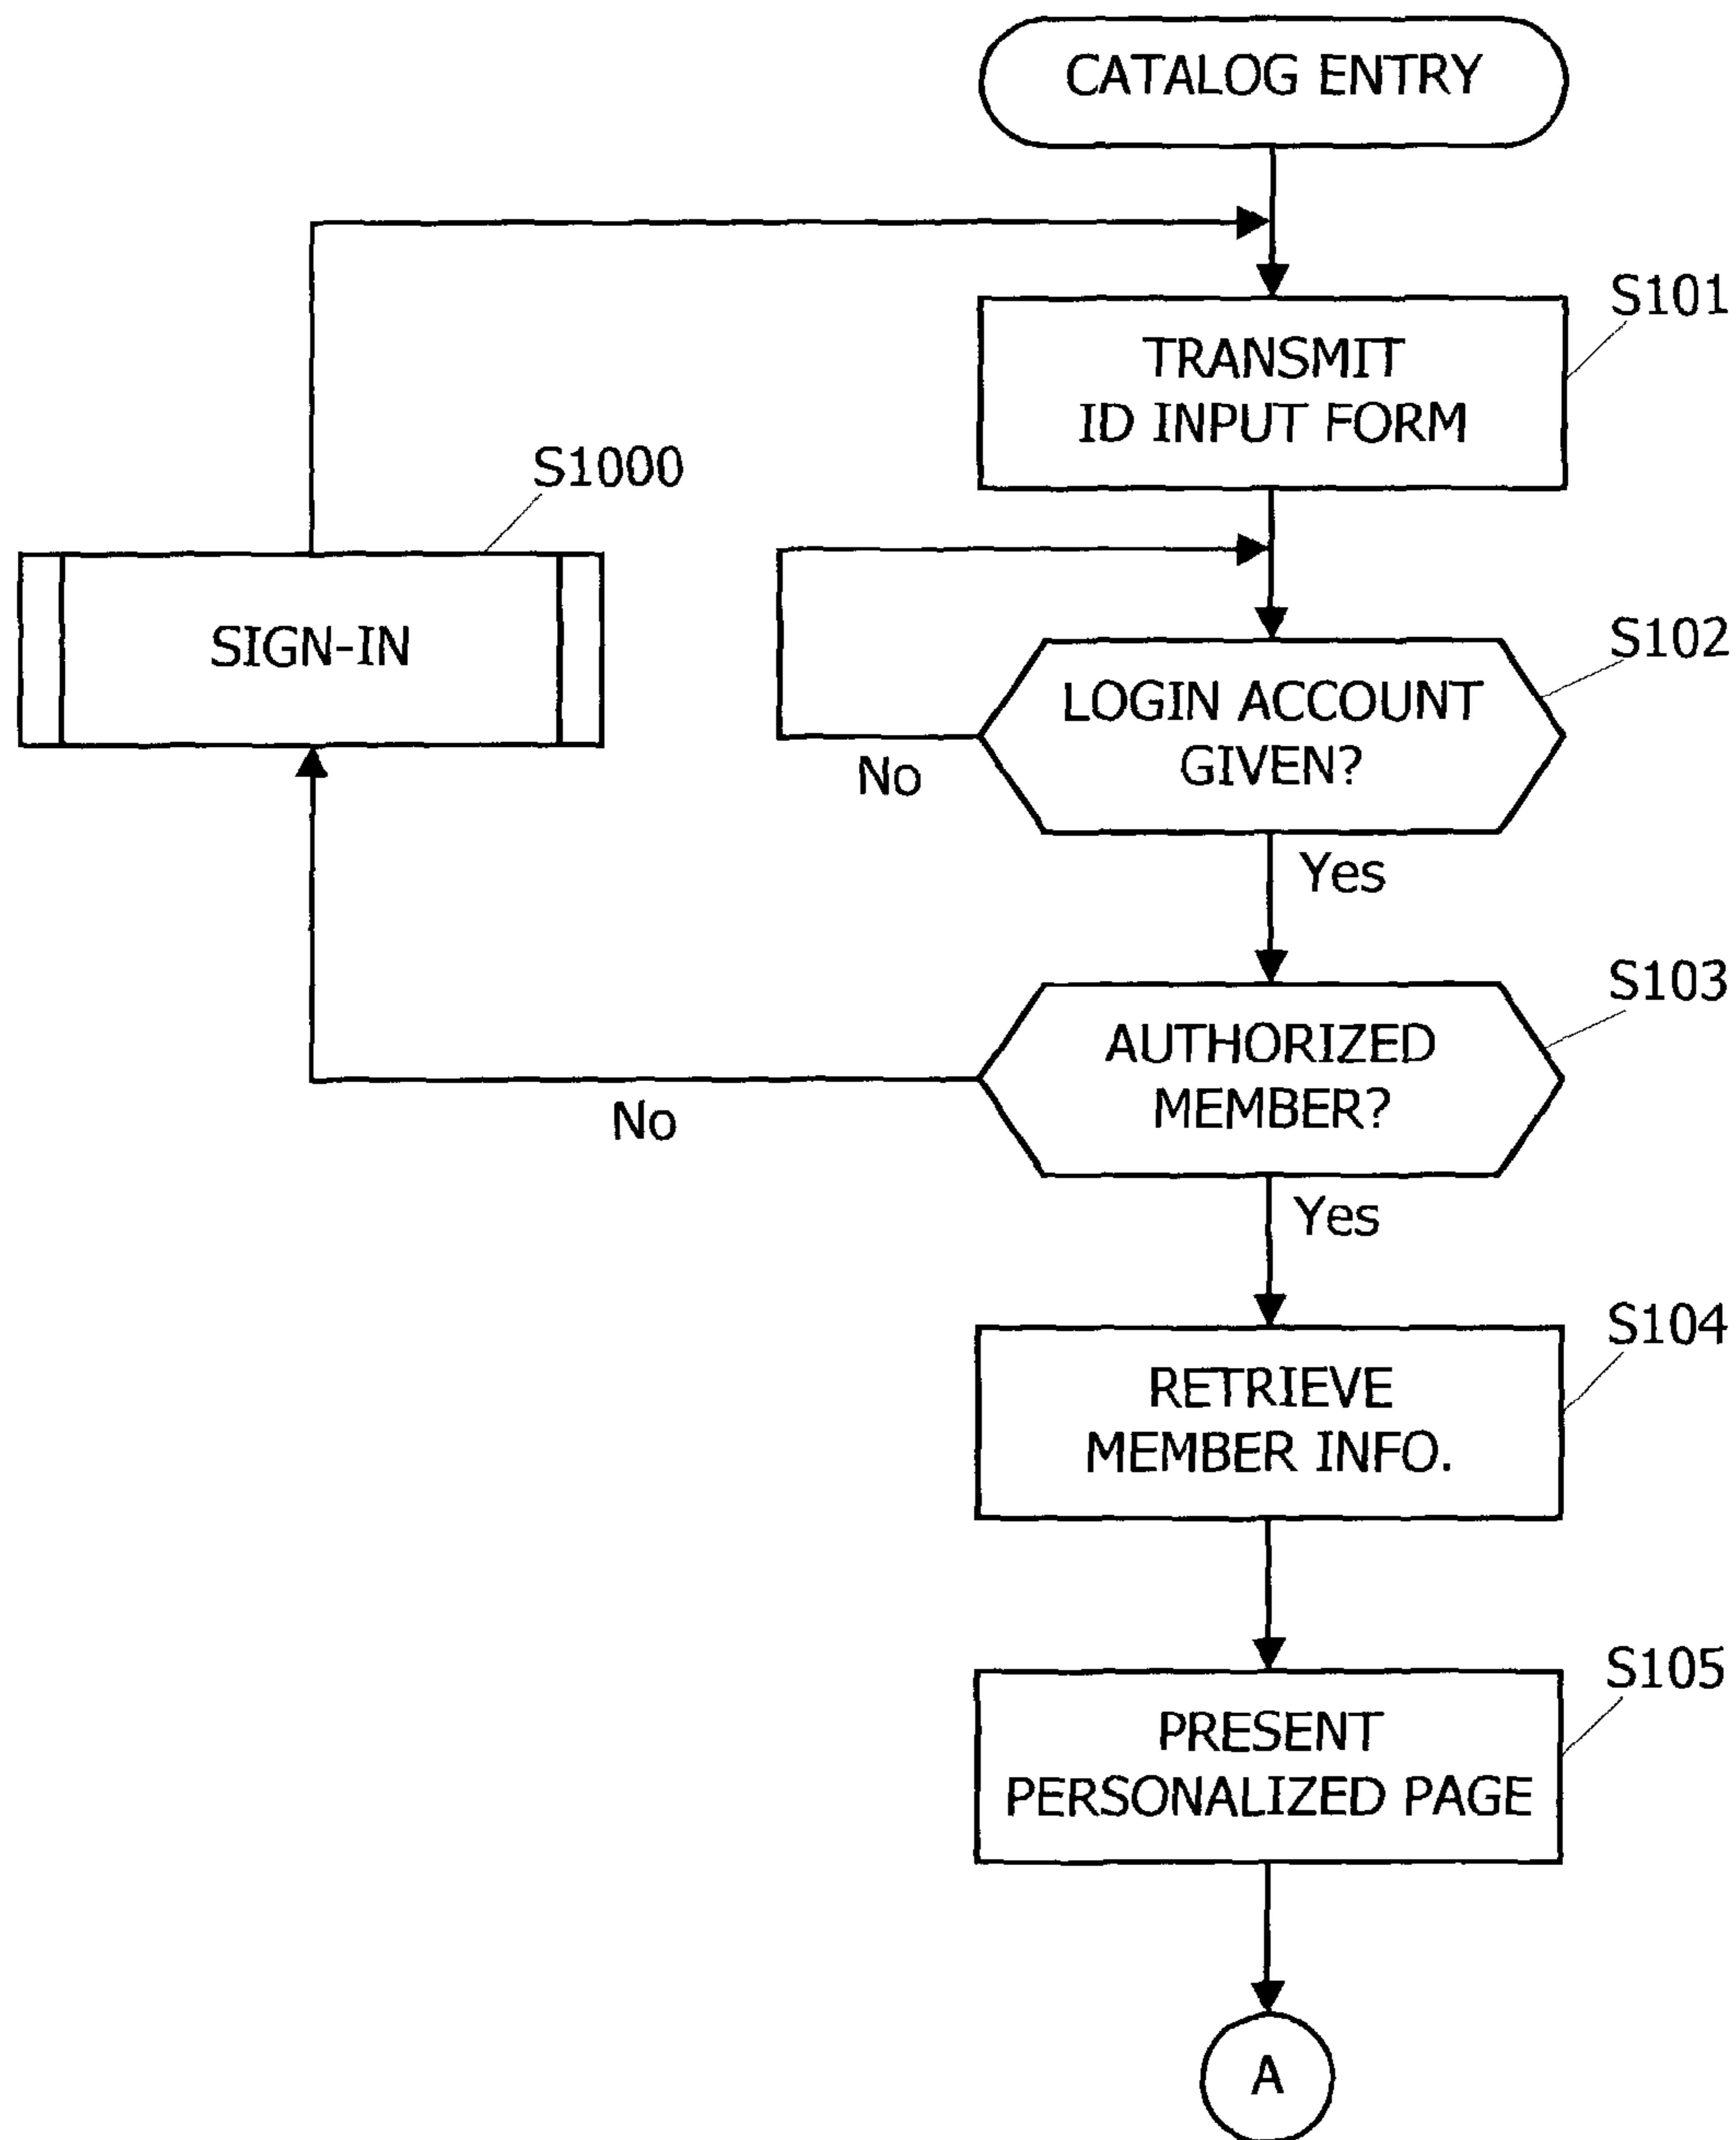 CATALOG ENTRY
S101
TRANSMIT
ID INPUT FORM
S1000
SIGN-IN
S102
LOGIN ACCOUNT
GIVEN?
No
Yes
S103
AUTHORIZED
MEMBER?
No
Yes
S104
RETRIEVE
MEMBER INFO.
S105
PRESENT
PERSONALIZED PAGE
A